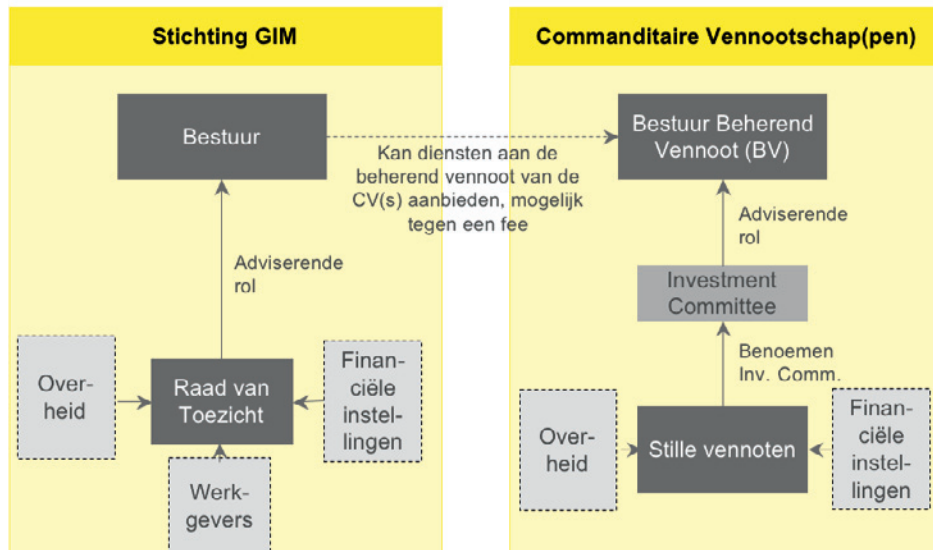 Stichting GIM
Bestuur
Kan diensten aan de
beherend vennoot van de
CV(s) aanbieden, mogelijk
tegen een fee
Adviserende
rol
Over-
heid
Raad van
Toezicht
Finan-
ciële
instel-
lingen
Werk-
gevers
Commanditaire Vennootschap(pen)
Bestuur Beherend
Vennoot (BV)
Adviserende
rol
Investment
Committee
Benoemen
Inv. Comm.
Over-
heid
Stille vennoten
Finan-
ciële
instel-
lingen